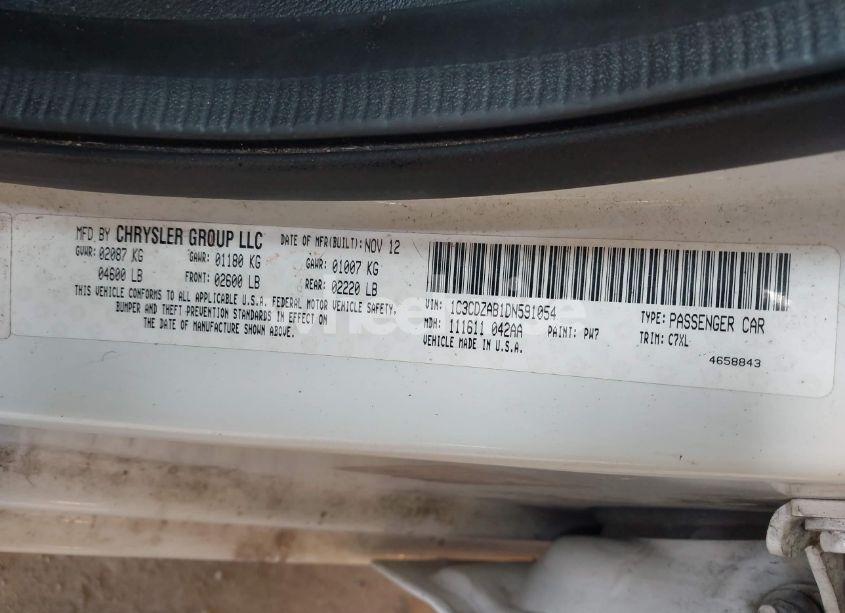 MFD BY CHRYSLER GROUP LLC DATE OF MFR(BUILT): NOV 12
GVWR: 02087 KG GAWR: 01180 KG GAWR: 01007 KG
04600 LB FRONT: 02600 LB REAR: 02220 LB
THIS VEHICLE CONFORMS TO ALL APPLICABLE U.S.A. FEDERAL MOTOR VEHICLE SAFETY,
BUMPER AND THEFT PREVENTION STANDARDS IN EFFECT ON
THE DATE OF MANUFACTURE SHOWN ABOVE.
VIN: 1C3CDZAB1DN591054 TYPE: PASSENGER CAR
MDH: 111611 042AA PAINT: PW7 TRIM: C7XL
VEHICLE MADE IN U.S.A.
4658843